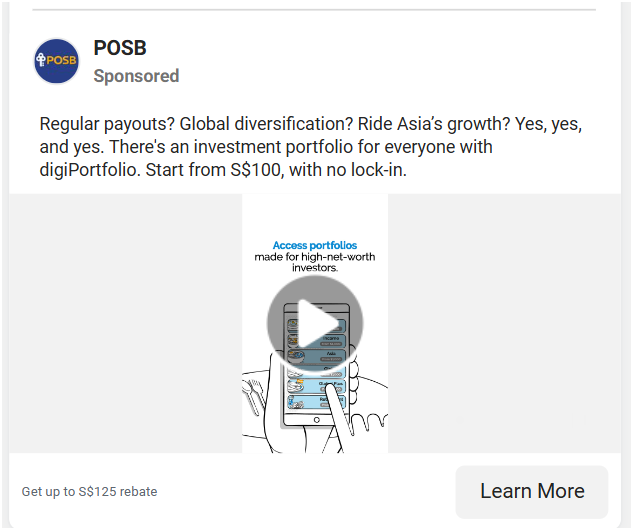 POSB
POSB
Sponsored
Regular payouts? Global diversification? Ride Asia’s growth? Yes, yes,
and yes. There's an investment portfolio for everyone with
digiPortfolio. Start from S$100, with no lock-in.
Access portfolios
made for high-net-worth
investors.
Income
Asia
Get up to S$125 rebate
Learn More